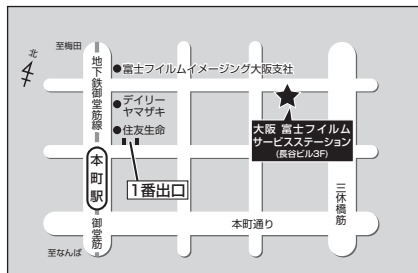 至梅田
北
地下鉄御堂筋線
●富士フイルムイメージング大阪支社
●デイリー
ヤマザキ
●住友生命
大阪 富士フイルム
サービスステーション
(長谷ビル3F)
本町駅
1番出口
三休橋筋
御堂筋
本町通り
至なんば